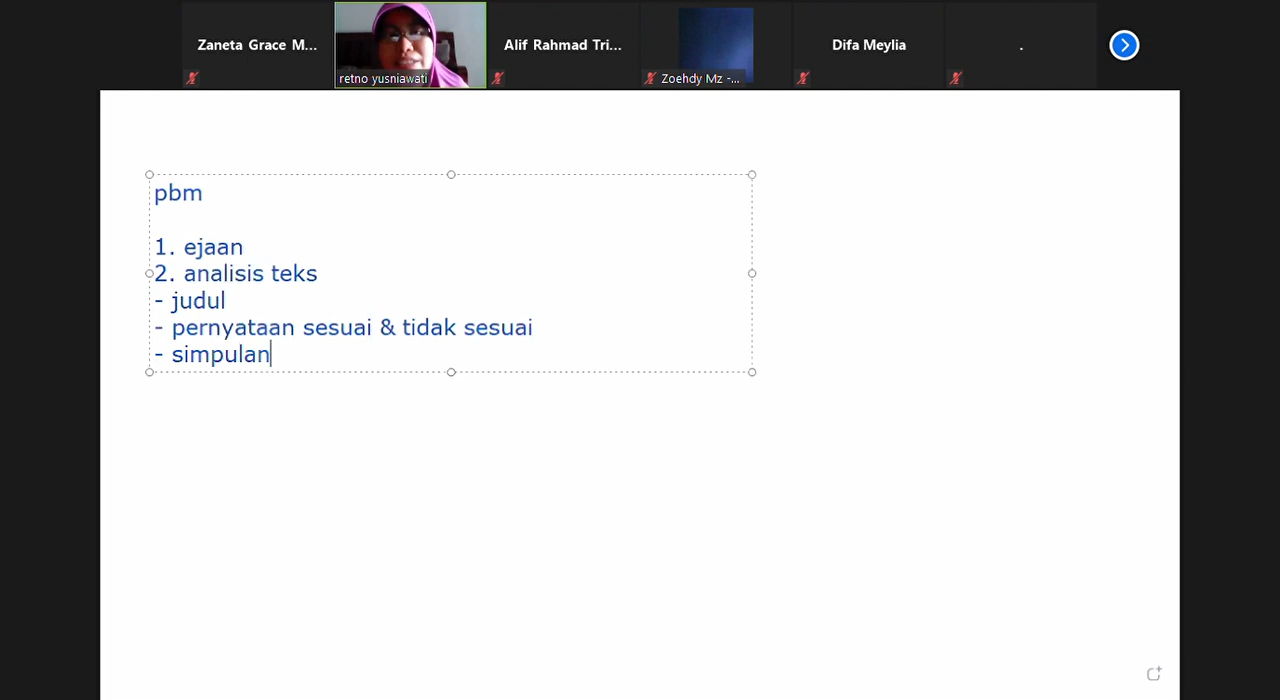 Zaneta Grace M...
retno yusniawati
Alif Rahmad Tri...
Zoehdy Mz -...
Difa Meylia
.
pbm
1. ejaan
2. analisis teks
- judul
- pernyataan sesuai & tidak sesuai
- simpulan